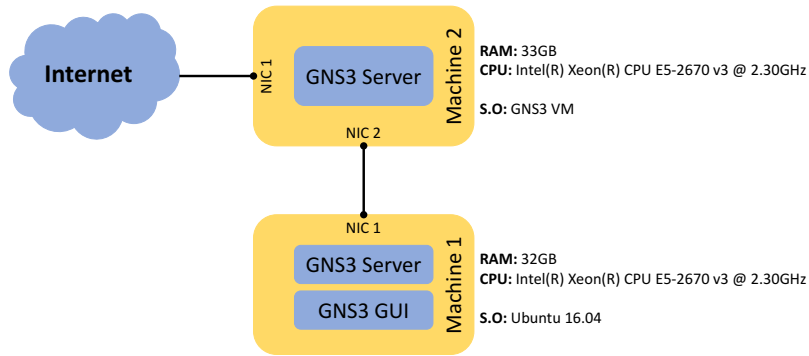 Internet
NIC 1
GNS3 Server
NIC 2
Machine 2
RAM: 33GB
CPU: Intel(R) Xeon(R) CPU E5-2670 v3 @ 2.30GHz
S.O: GNS3 VM
NIC 1
GNS3 Server
GNS3 GUI
Machine 1
RAM: 32GB
CPU: Intel(R) Xeon(R) CPU E5-2670 v3 @ 2.30GHz
S.O: Ubuntu 16.04